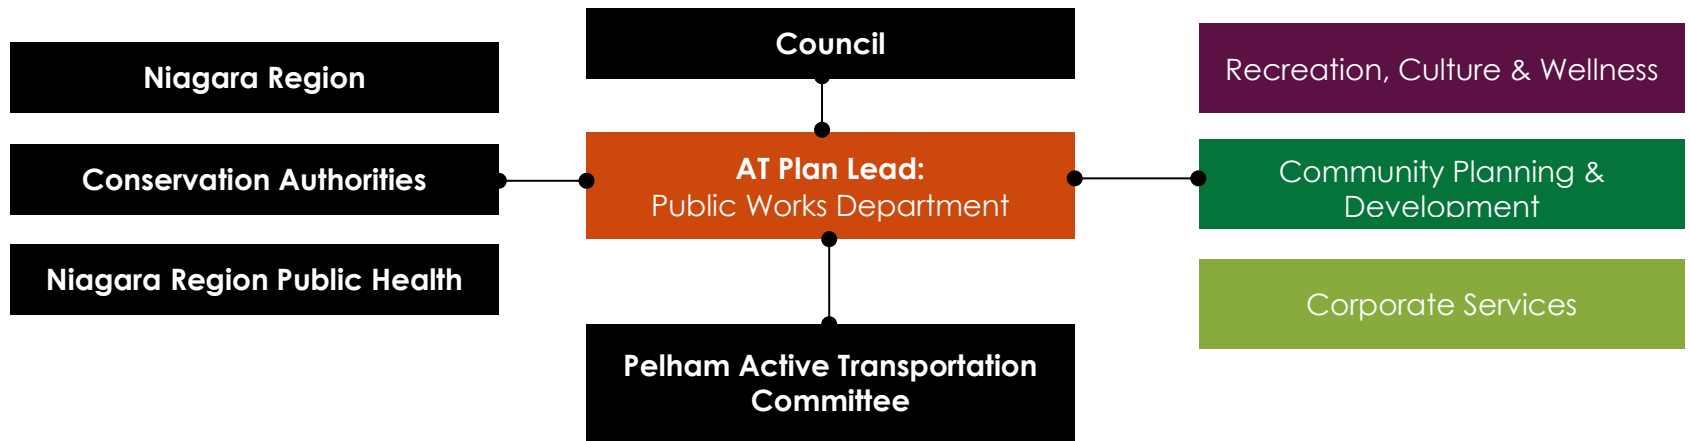 Council
Niagara Region
Recreation, Culture & Wellness
Conservation Authorities
AT Plan Lead:
Public Works Department
Community Planning &
Development
Niagara Region Public Health
Corporate Services
Pelham Active Transportation
Committee